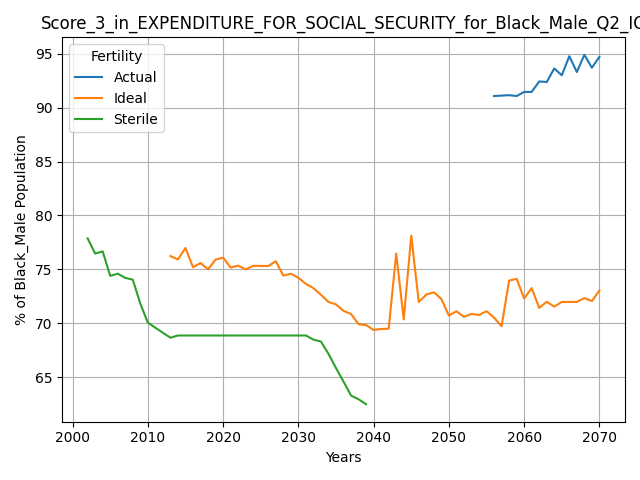 Score_3_in_EXPENDITURE_FOR_SOCIAL_SECURITY_for_Black_Male_Q2_IC
Fertility
Actual
Ideal
Sterile
% of Black_Male Population
95
90
85
80
75
70
65
2000 2010 2020 2030 2040 2050 2060 2070
Years